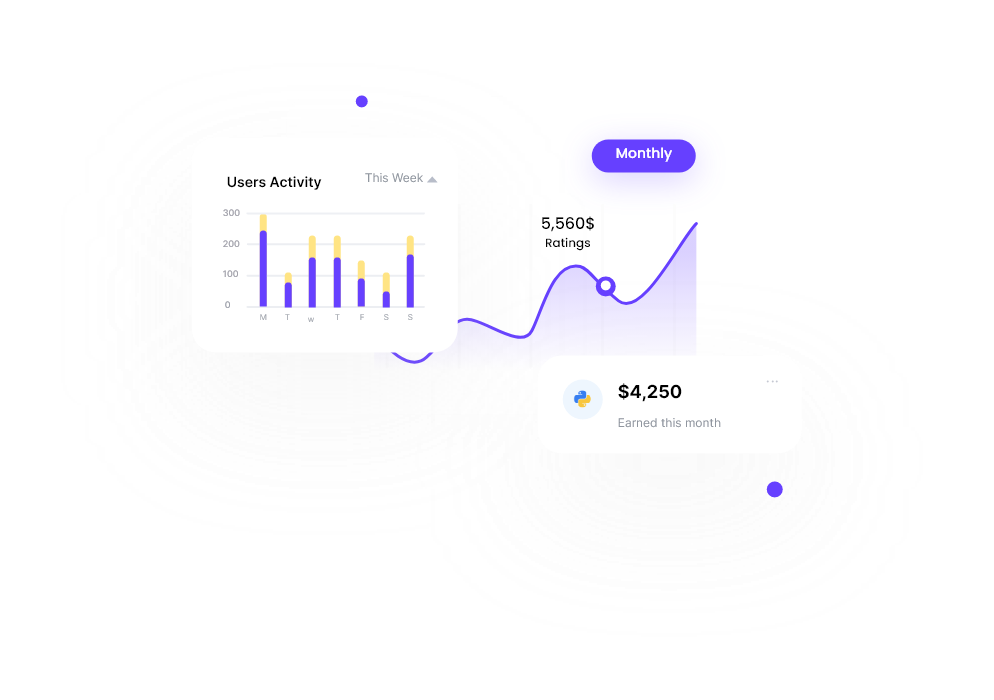 Monthly
Users Activity
This Week
5,560$
Ratings
300
200
100
0
M T w T F S S
$4,250
...
Earned this month